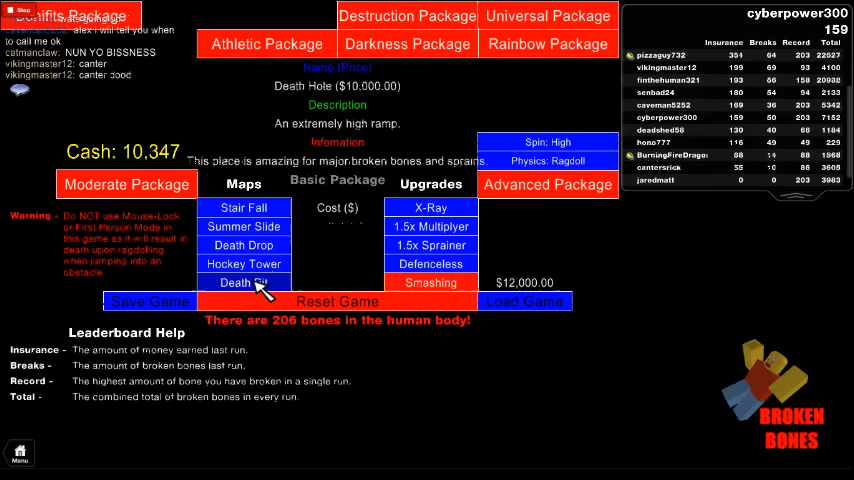 Stop
Benifits Package
Destruction Package
Universal Package
Athletic Package
Darkness Package
Rainbow Package
caveman5252: alex i will tell you when
to call me ok
catmanclaw: NUN YO BISSNESS
vikingmaster12: canter
vikingmaster12: canter dood
Name (Price)
Death Hole ($10,000.00)
Description
An extremely high ramp.
Infomation
This place is amazing for major broken bones and sprains.
Spin: High
Physics: Ragdoll
Cash: 10,347
Moderate Package
Maps
Basic Package
Upgrades
Advanced Package
Stair Fall
Cost ($)
X-Ray
Summer Slide
1.5x Multiplyer
Death Drop
1.5x Sprainer
Hockey Tower
Defenceless
Death Pit
Smashing
$12,000.00
Warning - Do NOT use Mouse-Lock
or First Person Mode in
this game as it will result in
death upon ragdolling
when jumping into an
obstacle
Save Game
Reset Game
Load Game
There are 206 bones in the human body!
Leaderboard Help
Insurance - The amount of money earned last run.
Breaks - The amount of broken bones last run.
Record - The highest amount of bone you have broken in a single run.
Total - The combined total of broken bones in every run.
cyberpower300
159
Insurance Breaks Record Total
pizzaguy732 354 64 203 22527
vikingmaster12 199 69 93 4100
finthehuman321 193 56 158 20932
senbad24 180 54 94 2133
caveman5252 169 36 203 5342
cyberpower300 159 50 203 7152
deadshed58 130 40 66 1184
hono777 116 49 49 229
BurningFireDrago 88 14 88 1568
cantersrick 55 10 86 3605
jaredmatt 0 0 203 3983
BROKEN
BONES
Menu